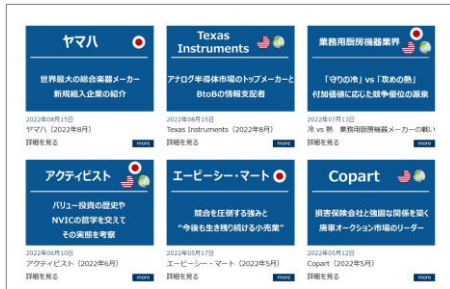 ヤマハ
世界最大の総合楽器メーカー
新規組入企業の紹介
2022年08月15日
ヤマハ（2022年8月）
詳細を見る
more
Texas
Instruments
アナログ半導体市場のトップメーカーと
BtoBの情報支配者
2022年08月15日
Texas Instruments（2022年8月）
詳細を見る
more
業務用厨房機器業界
「守りの冷」vs「攻めの熱」
付加価値に応じた競争優位の源泉
2022年07月13日
冷 vs 熱　業務用厨房機器メーカーの戦い
詳細を見る
more
アクティビスト
バリュー投資の歴史や
NVICの哲学を交えて
その実態を考察
2022年06月10日
アクティビスト（2022年6月）
詳細を見る
more
エービーシー・マート
競合を圧倒する強みと
“今後も生き残り続ける小売業”
2022年05月17日
エービーシー・マート（2022年5月）
詳細を見る
more
Copart
損害保険会社と強固な関係を築く
廃車オークション市場のリーダー
2022年05月12日
Copart（2022年5月）
詳細を見る
more